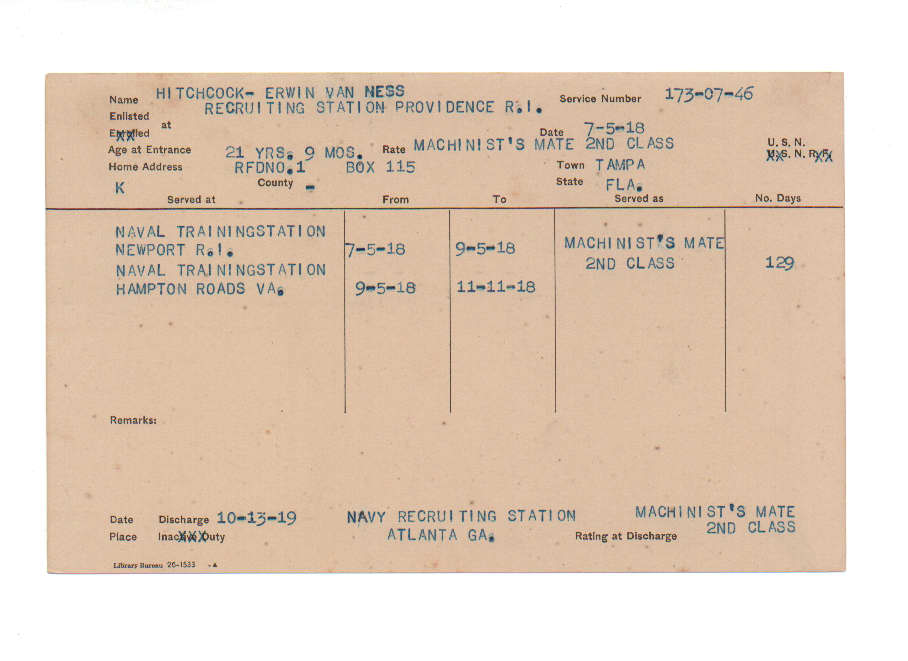 Name HITCHCOCK- ERWIN VAN NESS Service Number 173-07-46
Enlisted at RECRUITING STATION PROVIDENCE R.I.
Enrolled Date 7-5-18
Age at Entrance 21 YRS. 9 MOS. Rate MACHINIST'S MATE 2ND CLASS U. S. N.
U. S. N. R. F.
Home Address RFDNO.1 BOX 115 Town TAMPA
K County - State FLA.
Served at From To Served as No. Days
NAVAL TRAININGSTATION
NEWPORT R.I. 7-5-18 9-5-18 MACHINIST'S MATE
NAVAL TRAININGSTATION 2ND CLASS 129
HAMPTON ROADS VA. 9-5-18 11-11-18
Remarks:
Date Discharge 10-13-19 NAVY RECRUITING STATION MACHINIST'S MATE
Place Inactive Duty ATLANTA GA. Rating at Discharge 2ND CLASS
Library Bureau 26-1533 -A